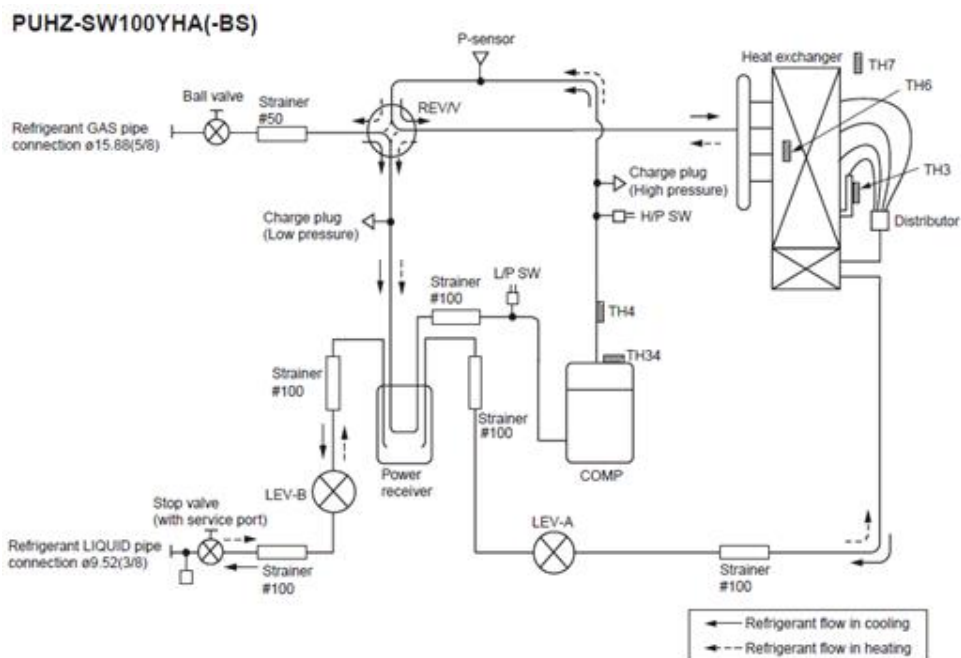 PUHZ-SW100YHA(-BS)
P-sensor
Heat exchanger
TH7
TH6
Ball valve
Strainer
#50
REV/V
Refrigerant GAS pipe
connection ø15.88(5/8)
Charge plug
(High pressure)
TH3
Charge plug
(Low pressure)
H/P SW
Distributor
L/P SW
Strainer
#100
TH4
TH34
Strainer
#100
Strainer
#100
Power
receiver
COMP
LEV-B
Stop valve
(with service port)
LEV-A
Refrigerant LIQUID pipe
connection ø9.52(3/8)
Strainer
#100
Strainer
#100
Refrigerant flow in cooling
Refrigerant flow in heating